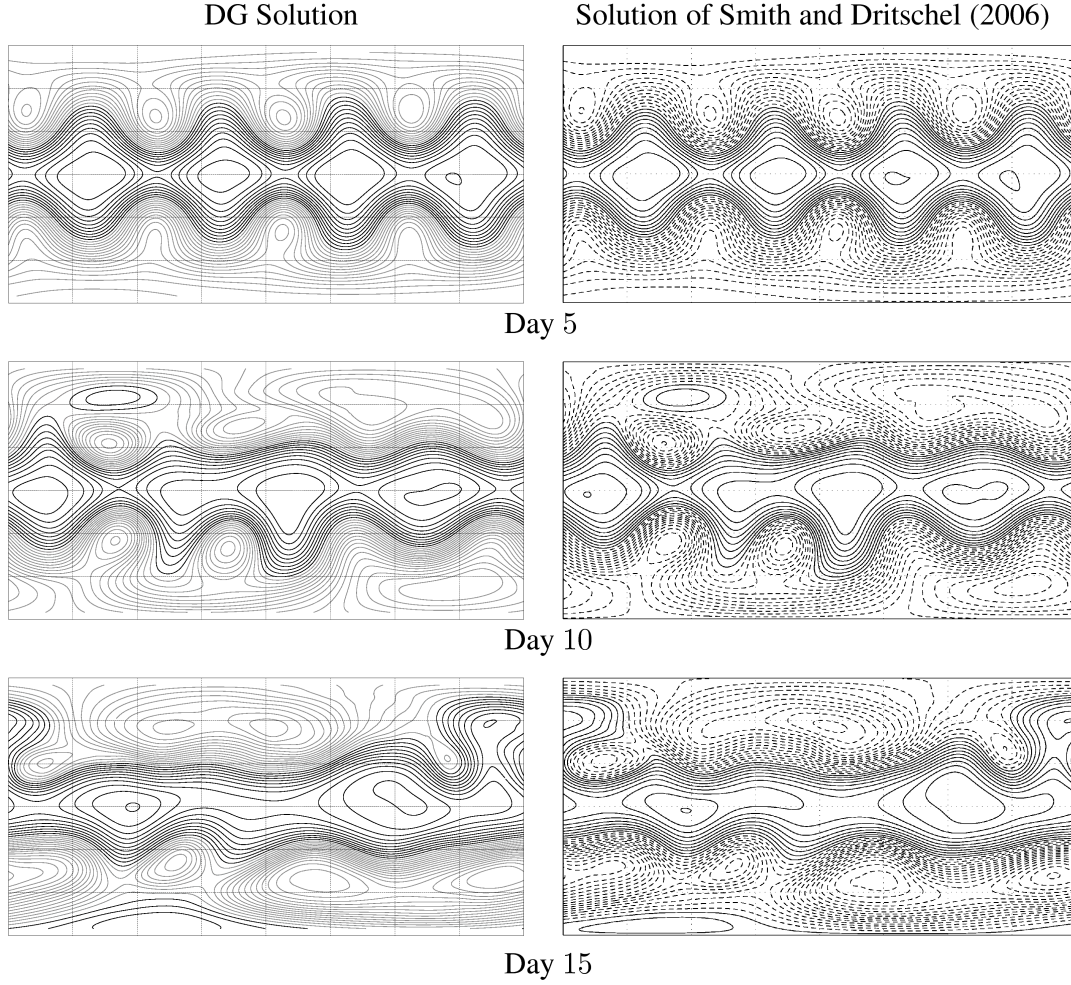 DG Solution
Solution of Smith and Dritschel (2006)
Day 5
Day 10
Day 15